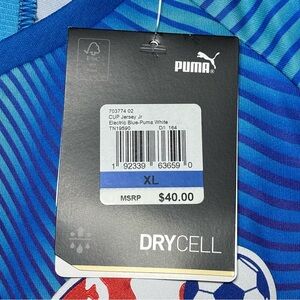 FSC
PUMA
703774 02
CUP Jersey Jr
Electric Blue-Puma White
TN19590 D/I 164
1 92339 63659 0
XL
MSRP $40.00
DRYCELL